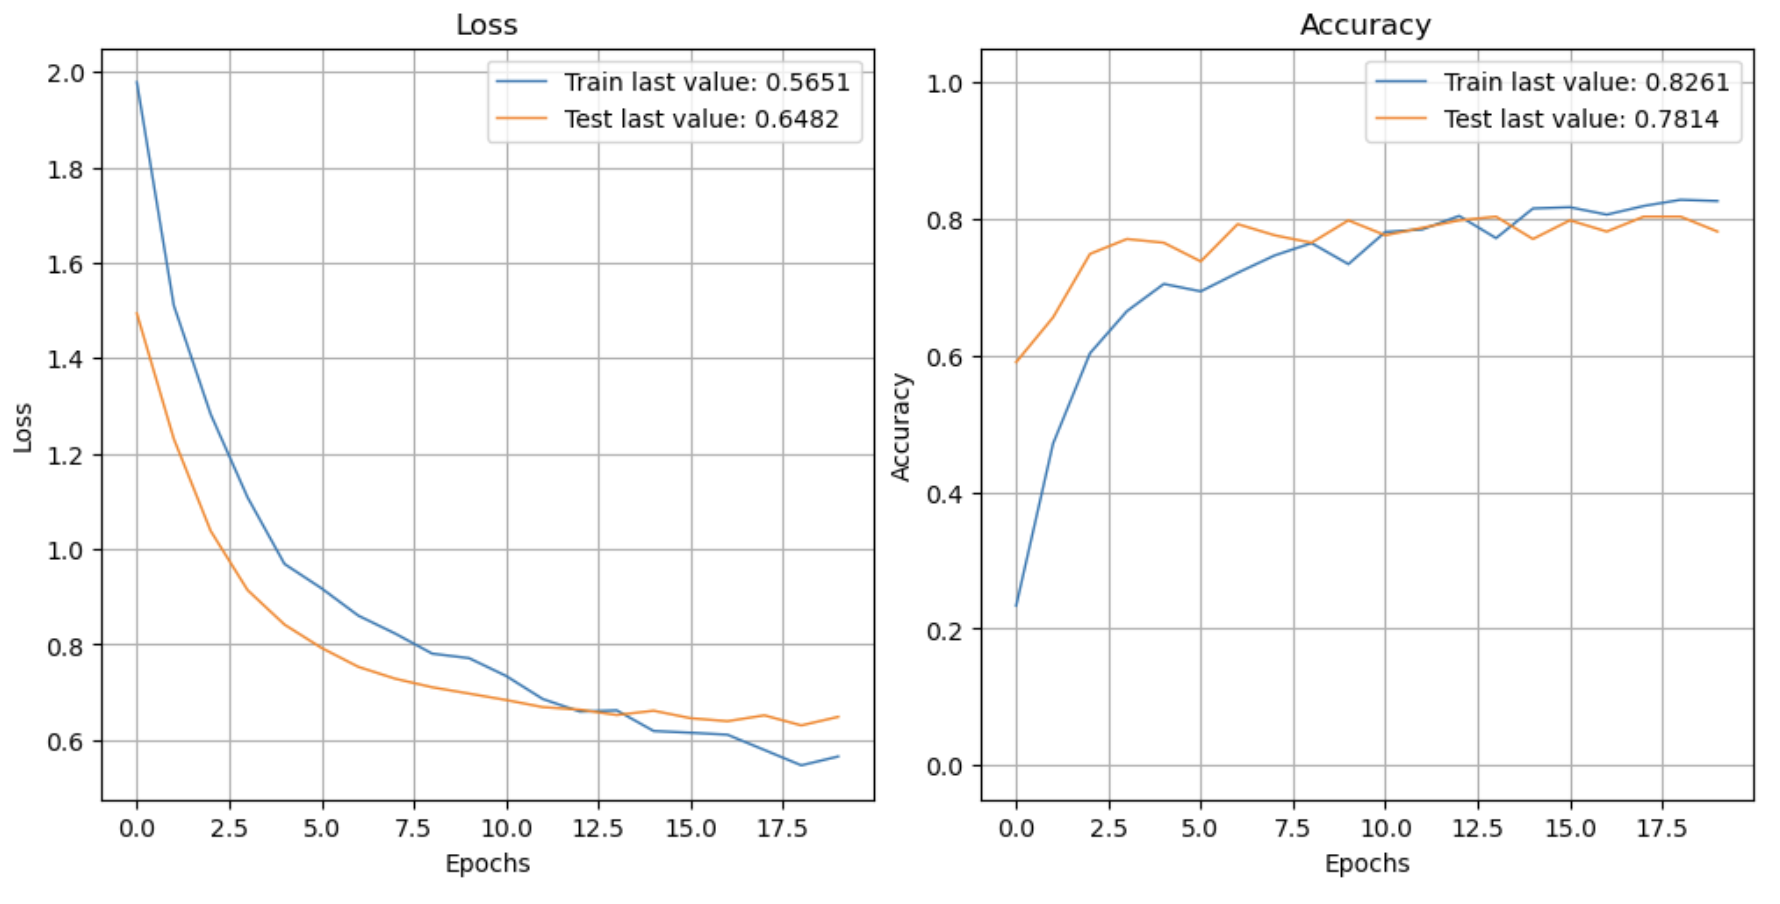 Loss
Train last value: 0.5651
Test last value: 0.6482
2.0
1.8
1.6
1.4
1.2
1.0
0.8
0.6
Loss
0.0 2.5 5.0 7.5 10.0 12.5 15.0 17.5
Epochs
Accuracy
Train last value: 0.8261
Test last value: 0.7814
1.0
0.8
0.6
0.4
0.2
0.0
Accuracy
0.0 2.5 5.0 7.5 10.0 12.5 15.0 17.5
Epochs